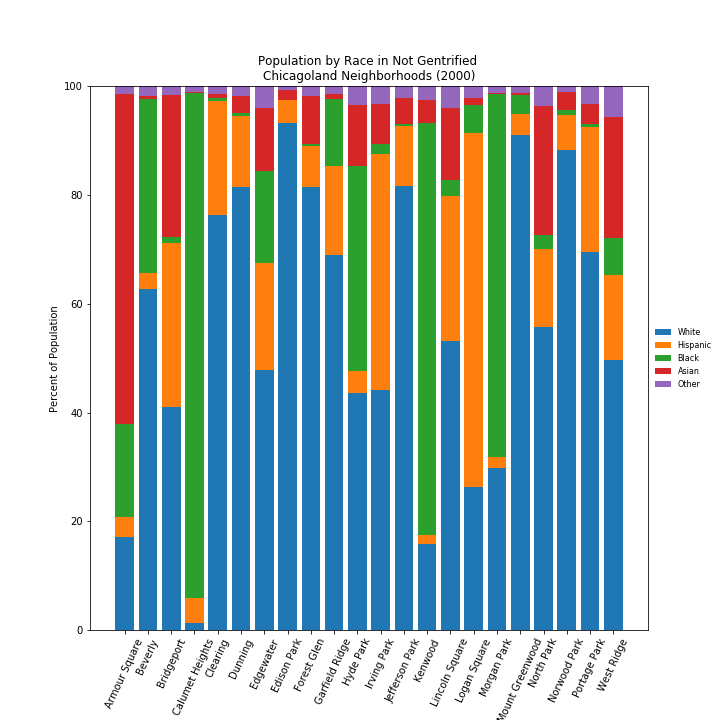 Population by Race in Not Gentrified
Chicagoland Neighborhoods (2000)
100
80
60
40
20
0
Percent of Population
White
Hispanic
Black
Asian
Other
Armour Square
Beverly
Bridgeport
Calumet Heights
Clearing
Dunning
Edgewater
Edison Park
Forest Glen
Garfield Ridge
Hyde Park
Irving Park
Jefferson Park
Kenwood
Lincoln Square
Logan Square
Morgan Park
Mount Greenwood
North Park
Norwood Park
Portage Park
West Ridge